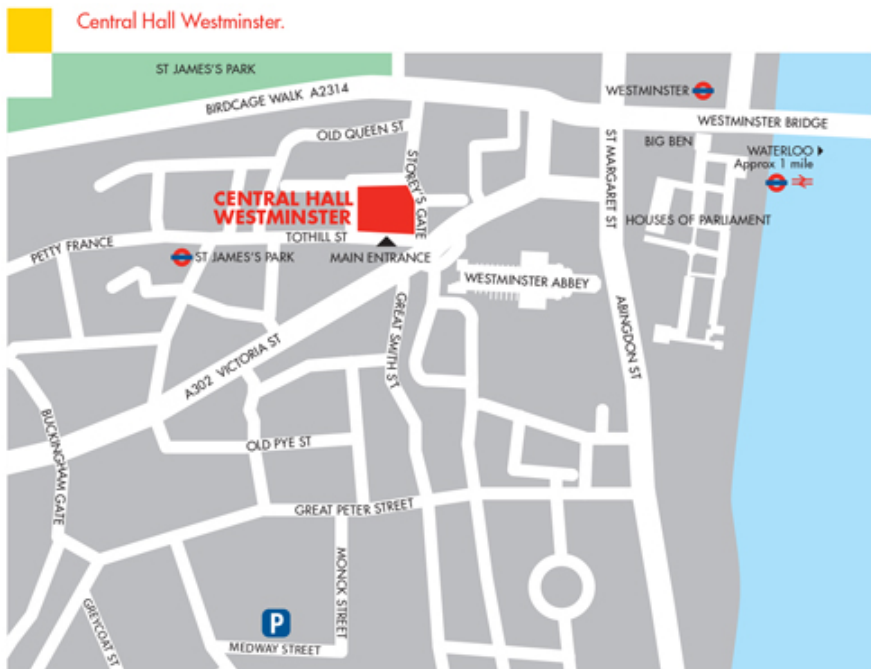 Central Hall Westminster.
ST JAMES'S PARK
BIRDCAGE WALK A2314
WESTMINSTER
WESTMINSTER BRIDGE
OLD QUEEN ST
BIG BEN
WATERLOO
Approx 1 mile
STOREY'S GATE
ST MARGARET ST
CENTRAL HALL
WESTMINSTER
HOUSES OF PARLIAMENT
TOTHILL ST
PETTY FRANCE
ST JAMES'S PARK
MAIN ENTRANCE
WESTMINSTER ABBEY
GREAT SMITH ST
ABINGDON ST
A302 VICTORIA ST
BUCKINGHAM GATE
OLD PYE ST
GREAT PETER STREET
MONCK STREET
GREYCOAT ST
P
MEDWAY STREET